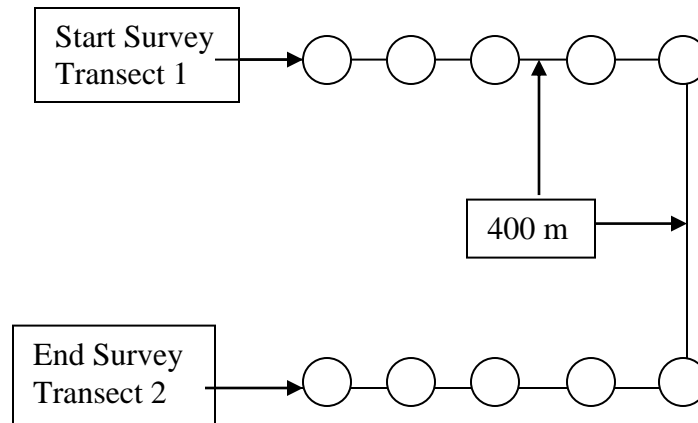 Start Survey
Transect 1
400 m
End Survey
Transect 2